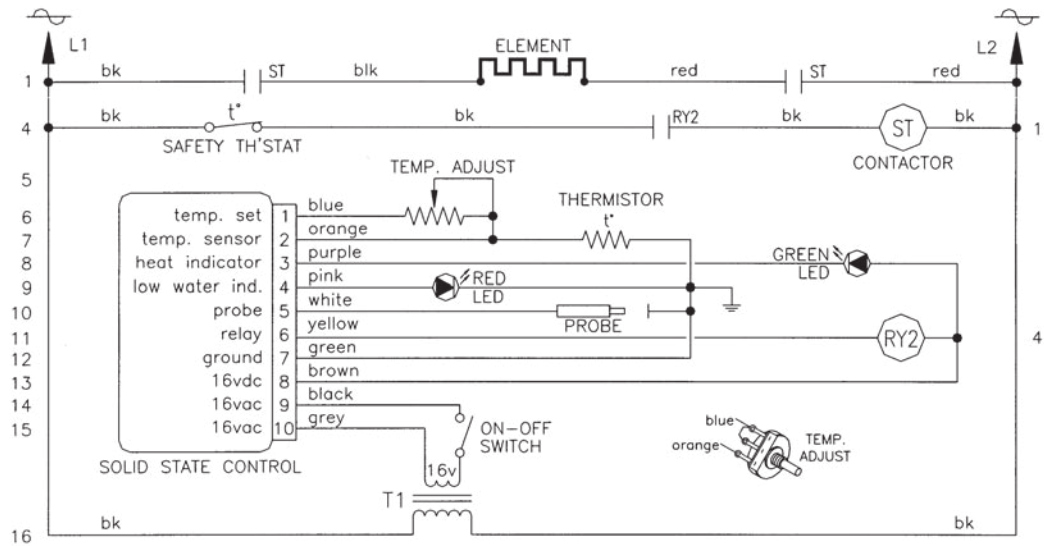 L1
L2
ELEMENT
1 bk ST blk red ST red
t°
4 bk bk RY2 bk ST bk 1
SAFETY TH'STAT
CONTACTOR
5
TEMP. ADJUST
6 temp. set 1 blue
THERMISTOR
t°
7 temp. sensor 2 orange
8 heat indicator 3 purple
GREEN
LED
9 low water ind. 4 pink
RED
LED
10 probe 5 white
PROBE
11 relay 6 yellow RY2 4
12 ground 7 green
13 16vdc 8 brown
14 16vac 9 black
15 16vac 10 grey
ON-OFF
SWITCH
blue
orange
TEMP.
ADJUST
SOLID STATE CONTROL
16v
T1
16 bk bk